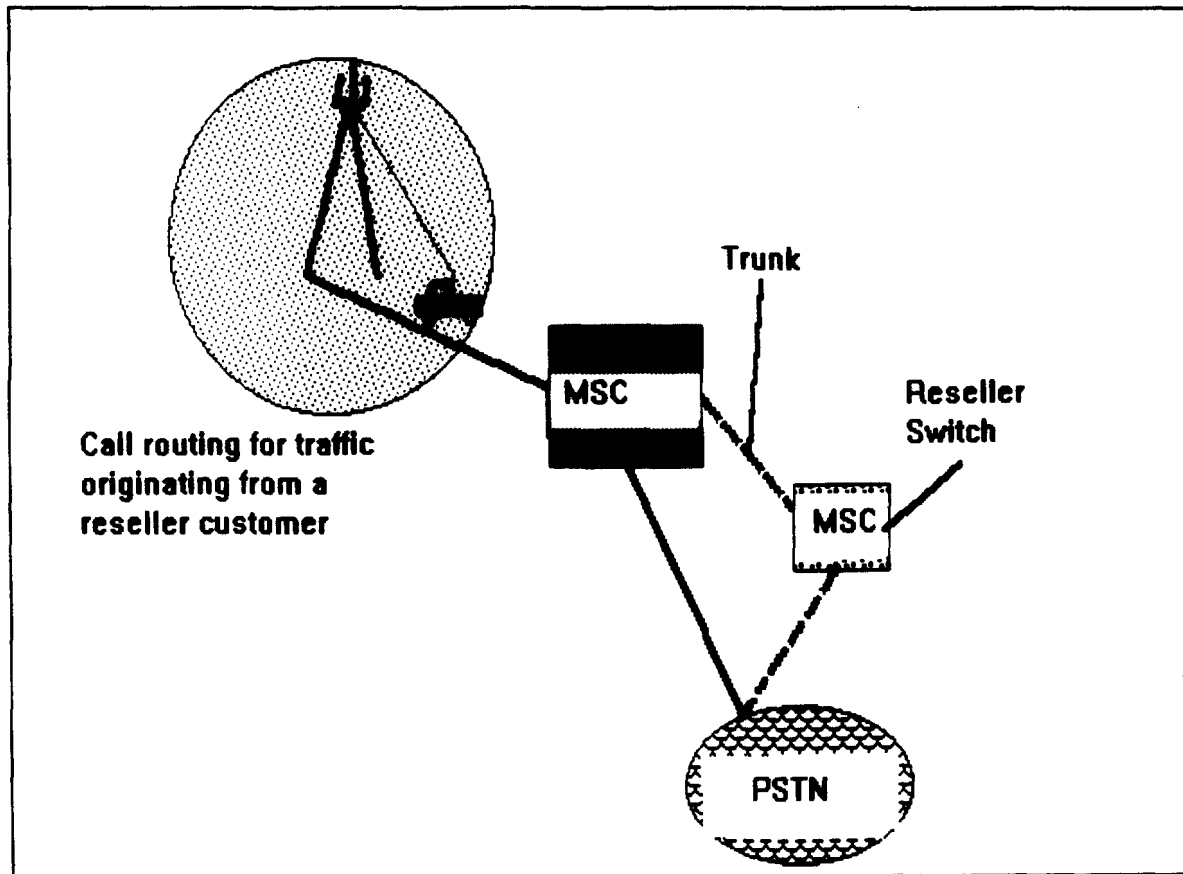 Trunk
MSC
Reseller
Switch
Call routing for traffic
originating from a
reseller customer
MSC
PSTN